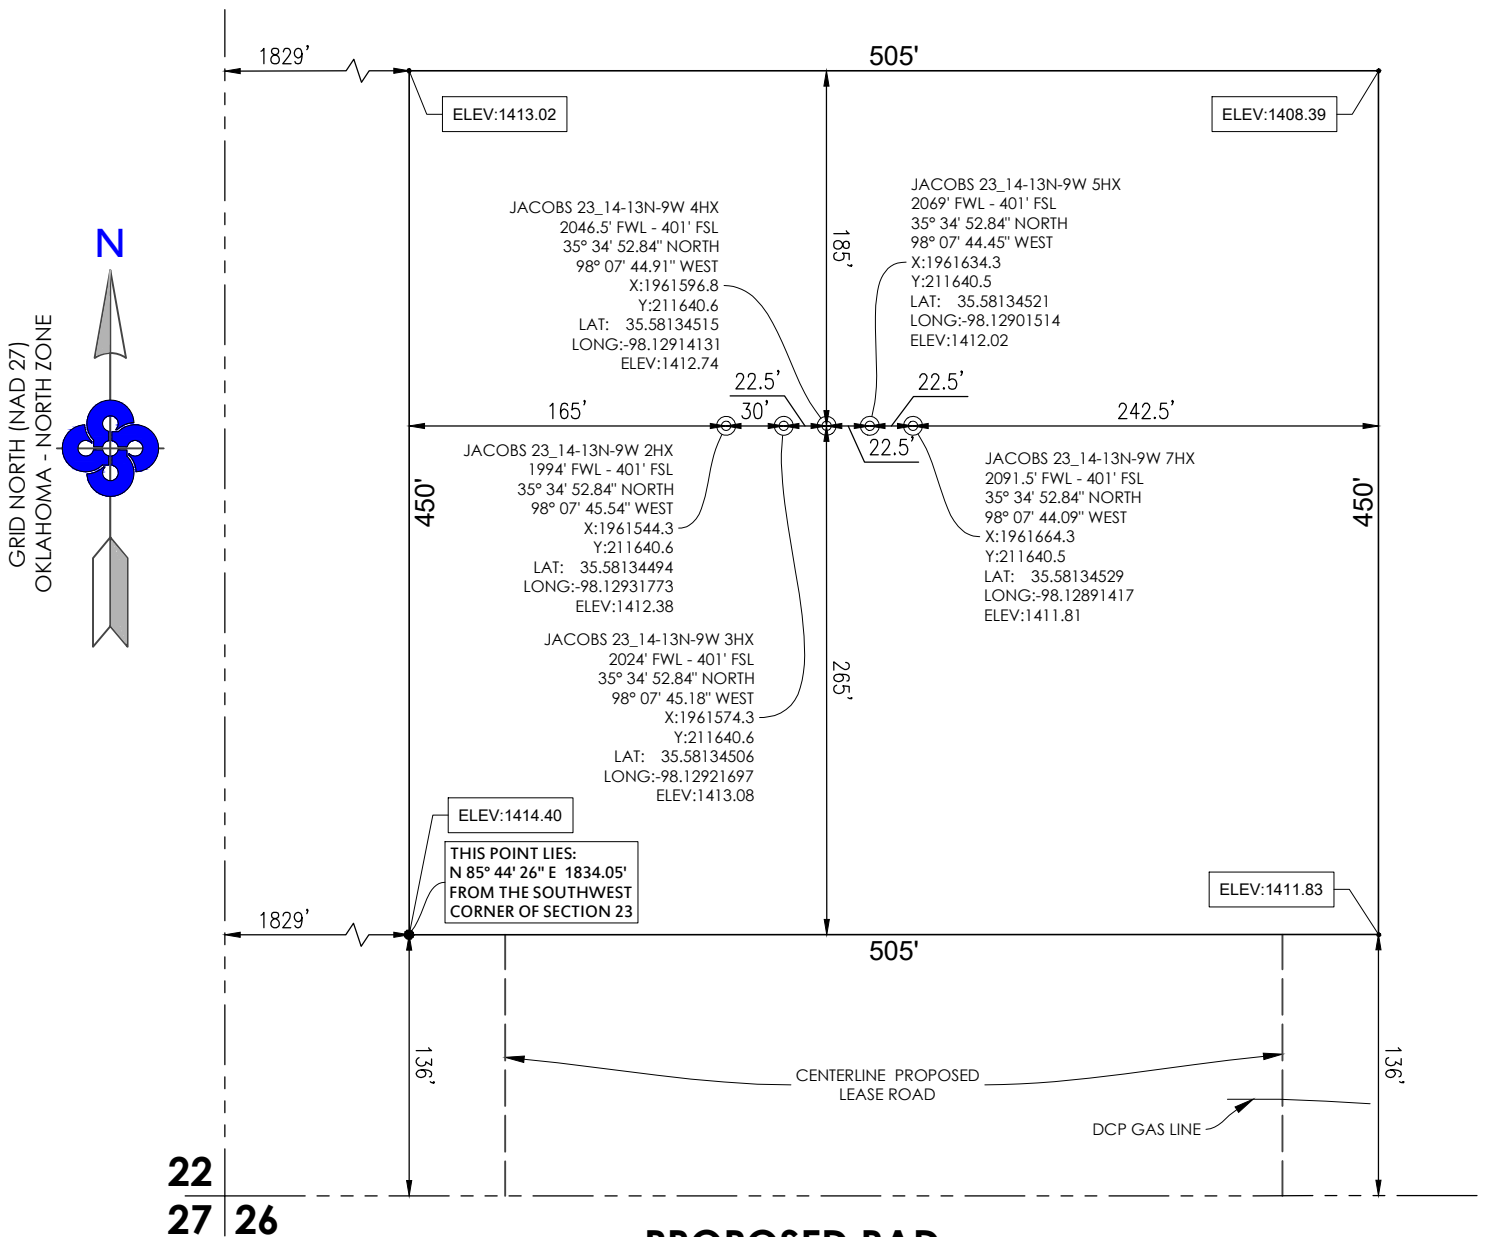 1829'
505'
ELEV:1413.02
ELEV:1408.39
JACOBS 23_14-13N-9W 4HX
2046.5' FWL - 401' FSL
35° 34' 52.84" NORTH
98° 07' 44.91" WEST
X:1961596.8
Y:211640.6
LAT: 35.58134515
LONG:-98.12914131
ELEV:1412.74
JACOBS 23_14-13N-9W 5HX
2069' FWL - 401' FSL
35° 34' 52.84" NORTH
98° 07' 44.45" WEST
X:1961634.3
Y:211640.5
LAT: 35.58134521
LONG:-98.12901514
ELEV:1412.02
185'
N
GRID NORTH (NAD 27)
OKLAHOMA - NORTH ZONE
165'
30'
22.5'
22.5'
22.5'
242.5'
450'
450'
JACOBS 23_14-13N-9W 2HX
1994' FWL - 401' FSL
35° 34' 52.84" NORTH
98° 07' 45.54" WEST
X:1961544.3
Y:211640.6
LAT: 35.58134494
LONG:-98.12931773
ELEV:1412.38
JACOBS 23_14-13N-9W 7HX
2091.5' FWL - 401' FSL
35° 34' 52.84" NORTH
98° 07' 44.09" WEST
X:1961664.3
Y:211640.5
LAT: 35.58134529
LONG:-98.12891417
ELEV:1411.81
JACOBS 23_14-13N-9W 3HX
2024' FWL - 401' FSL
35° 34' 52.84" NORTH
98° 07' 45.18" WEST
X:1961574.3
Y:211640.6
LAT: 35.58134506
LONG:-98.12921697
ELEV:1413.08
265'
ELEV:1414.40
THIS POINT LIES:
N 85° 44' 26" E 1834.05'
FROM THE SOUTHWEST
CORNER OF SECTION 23
ELEV:1411.83
1829'
505'
136'
136'
CENTERLINE PROPOSED
LEASE ROAD
DCP GAS LINE
22
27
26
PROPOSED PAD